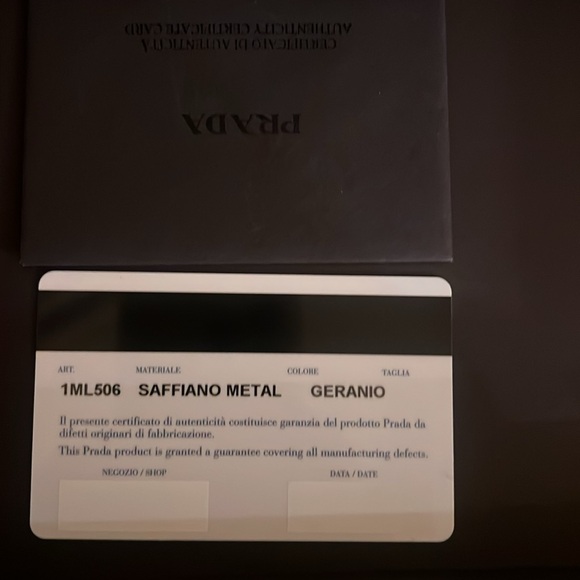 CERTIFICATO DI AUTENTICITÀ
AUTHENTICITY CERTIFICATE CARD
PRADA
ART. MATERIALE COLORE TAGLIA
1ML506 SAFFIANO METAL GERANIO
Il presente certificato di autenticità costituisce garanzia del prodotto Prada da
difetti originari di fabbricazione.
This Prada product is granted a guarantee covering all manufacturing defects.
NEGOZIO / SHOP DATA / DATE